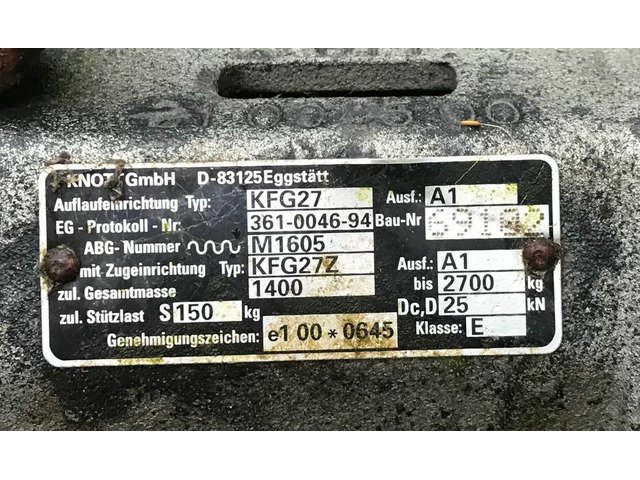 KNOTT GmbH D-83125 Eggstätt
Auflaufeinrichtung Typ: KFG27 Ausf.: A1
EG - Protokoll - Nr: 361-0046-94 Bau-Nr
ABG- Nummer M1605
mit Zugeinrichtung Typ: KFG27Z Ausf.: A1
zul. Gesamtmasse 1400 bis 2700 kg
zul. Stützlast S 150 kg Dc,D 25 kN
Genehmigungszeichen: e1 00 * 0645 Klasse: E